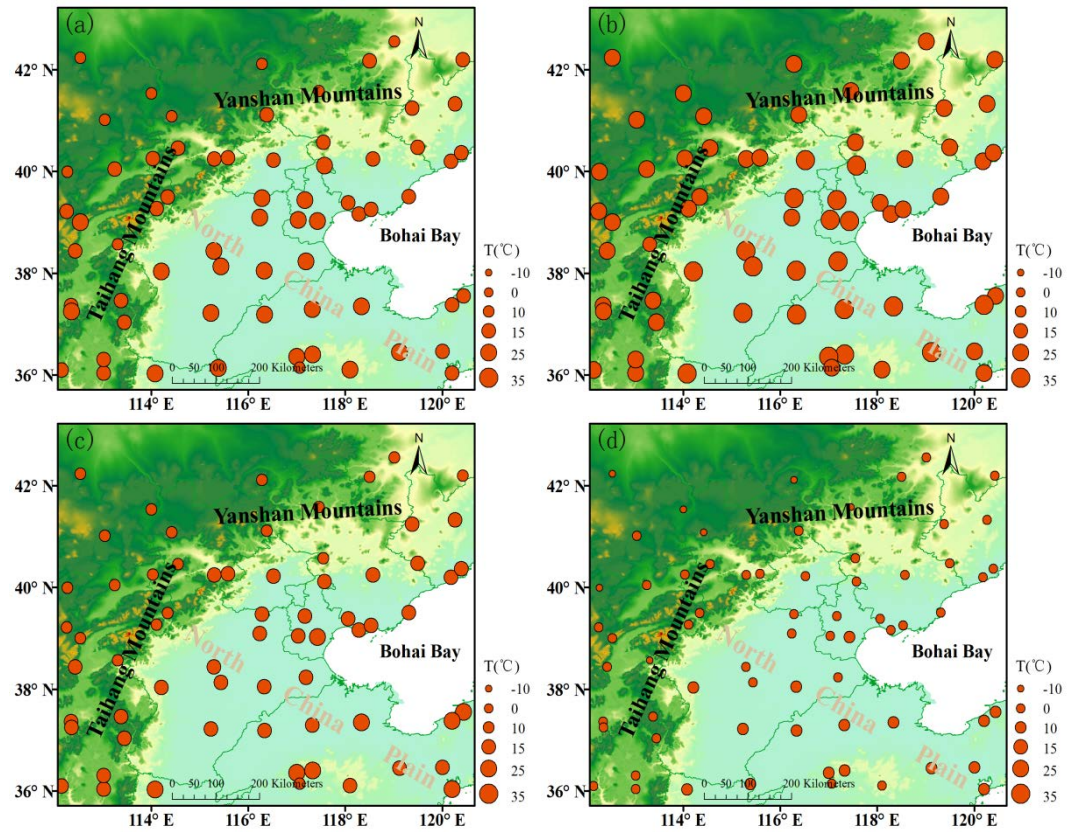 (a)
N
42° N
Yanshan Mountains
40° N
Taihang Mountains
North
China
Plain
Bohai Bay
38° N
36° N
T(℃)
-10
0
10
15
25
35
0 50 100 200 Kilometers
114° E 116° E 118° E 120° E
(b)
N
42° N
Yanshan Mountains
40° N
Taihang Mountains
North
China
Plain
Bohai Bay
38° N
36° N
T(℃)
-10
0
10
15
25
35
0 50 100 200 Kilometers
114° E 116° E 118° E 120° E
(c)
N
42° N
Yanshan Mountains
40° N
Taihang Mountains
North
China
Plain
Bohai Bay
38° N
36° N
T(℃)
-10
0
10
15
25
35
0 50 100 200 Kilometers
114° E 116° E 118° E 120° E
(d)
N
42° N
Yanshan Mountains
40° N
Taihang Mountains
North
China
Plain
Bohai Bay
38° N
36° N
T(℃)
-10
0
10
15
25
35
0 50 100 200 Kilometers
114° E 116° E 118° E 120° E